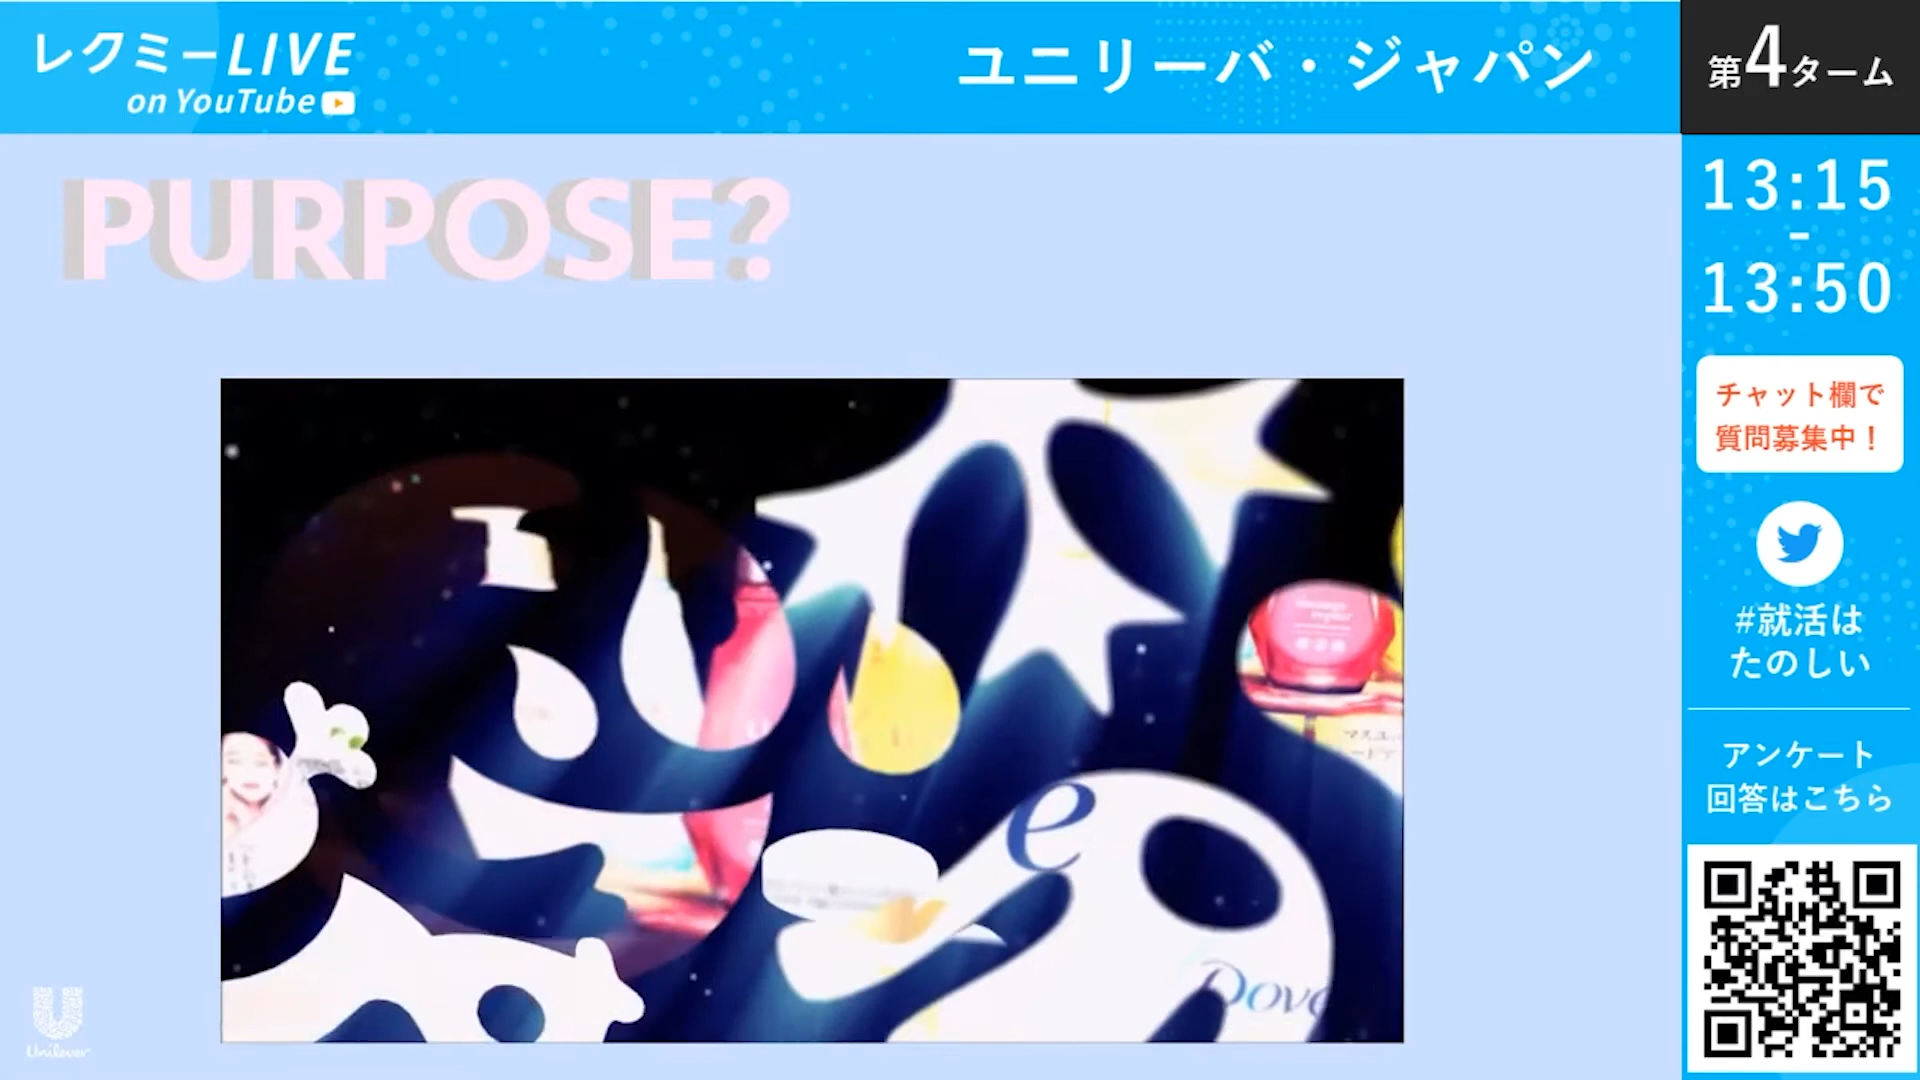 レクミーLIVE
on YouTube
ユニリーバ・ジャパン
第4ターム
13:15
-
13:50
チャット欄で
質問募集中！
#就活は
たのしい
アンケート
回答はこちら
PURPOSE?
e
Dove
Unilever